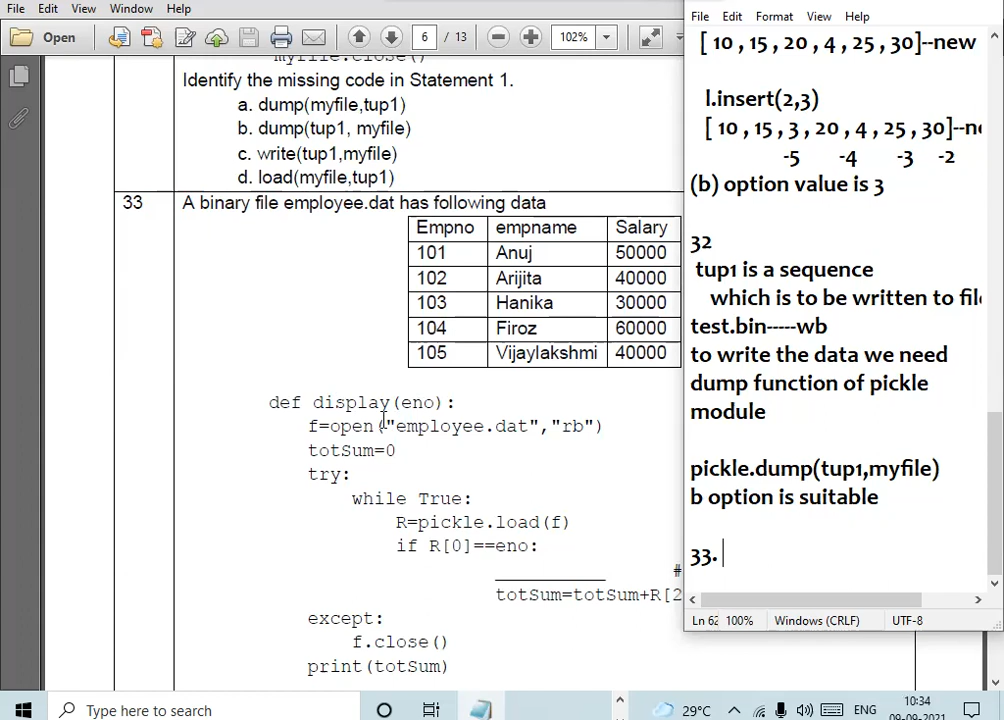 File Edit View Window Help
Open 6 / 13 102%
myfile.close()
Identify the missing code in Statement 1.
a. dump(myfile,tup1)
b. dump(tup1, myfile)
c. write(tup1,myfile)
d. load(myfile,tup1)
33 A binary file employee.dat has following data
Empno empname Salary
101 Anuj 50000
102 Arijita 40000
103 Hanika 30000
104 Firoz 60000
105 Vijaylakshmi 40000
def display(eno):
f=open("employee.dat","rb")
totSum=0
try:
while True:
R=pickle.load(f)
if R[0]==eno:
__________ #
totSum=totSum+R[2
except:
f.close()
print(totSum)
File Edit Format View Help
[ 10 , 15 , 20 , 4 , 25 , 30]--new
l.insert(2,3)
[ 10 , 15 , 3 , 20 , 4 , 25 , 30]--ne
-5 -4 -3 -2
(b) option value is 3
32
tup1 is a sequence
which is to be written to file
test.bin-----wb
to write the data we need
dump function of pickle
module
pickle.dump(tup1,myfile)
b option is suitable
33.
Ln 62 100% Windows (CRLF) UTF-8
Type here to search
29°C ENG 10:34
09-09-2021